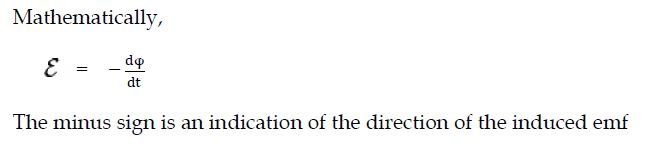 Mathematically,
ℰ = − dφ/dt
The minus sign is an indication of the direction of the induced emf